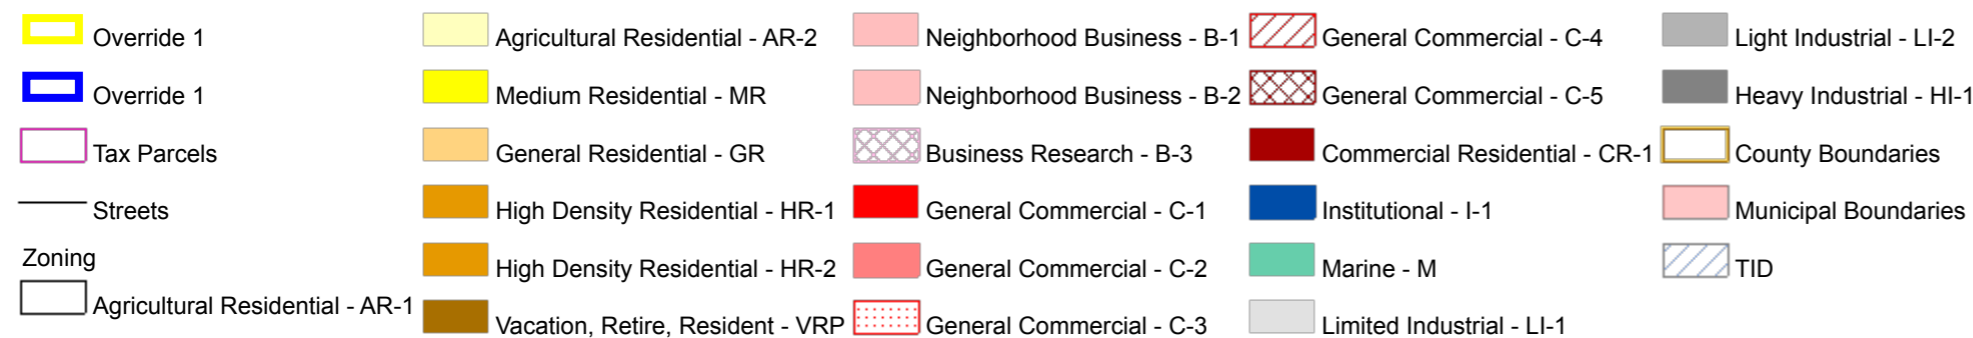 Override 1
Override 1
Tax Parcels
Streets
Zoning
Agricultural Residential - AR-1
Agricultural Residential - AR-2
Medium Residential - MR
General Residential - GR
High Density Residential - HR-1
High Density Residential - HR-2
Vacation, Retire, Resident - VRP
Neighborhood Business - B-1
Neighborhood Business - B-2
Business Research - B-3
General Commercial - C-1
General Commercial - C-2
General Commercial - C-3
General Commercial - C-4
General Commercial - C-5
Commercial Residential - CR-1
Institutional - I-1
Marine - M
Limited Industrial - LI-1
Light Industrial - LI-2
Heavy Industrial - HI-1
County Boundaries
Municipal Boundaries
TID